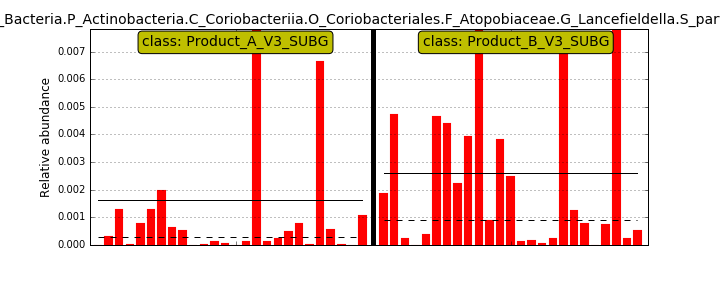 _Bacteria.P_Actinobacteria.C_Coriobacteriia.O_Coriobacteriales.F_Atopobiaceae.G_Lancefieldella.S_par
class: Product_A_V3_SUBG class: Product_B_V3_SUBG
0.007
0.006
0.005
0.004
0.003
0.002
0.001
0.000
Relative abundance